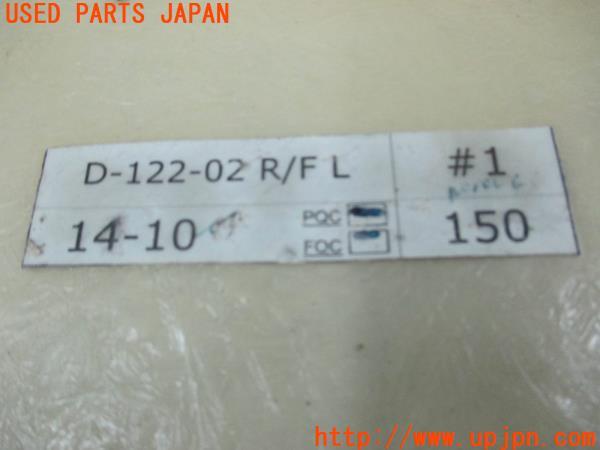 USED PARTS JAPAN
D-122-02 R/F L
#1
14-10
PQC
FQC
150
http://www.upjpn.com/